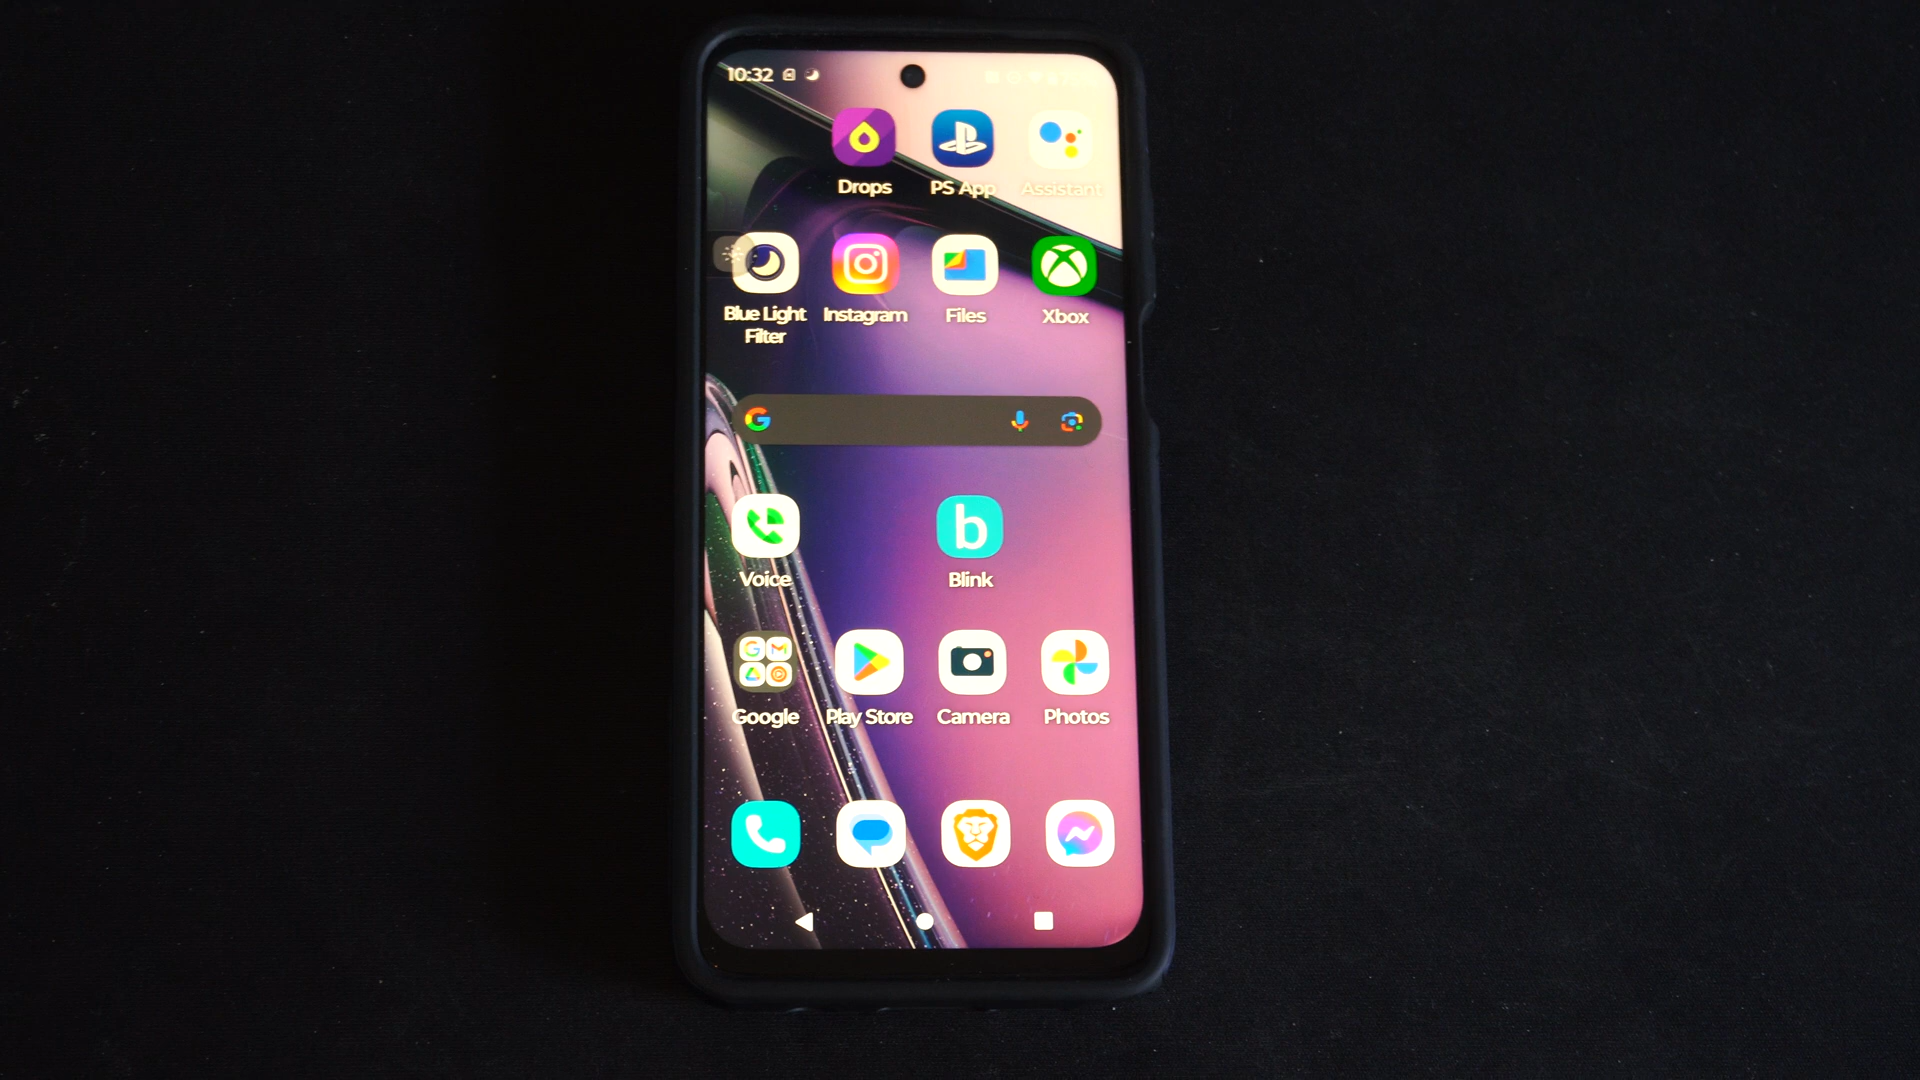 10:32
Drops PS App Assistant
Blue Light Filter Instagram Files Xbox
b
Voice Blink
Google Play Store Camera Photos